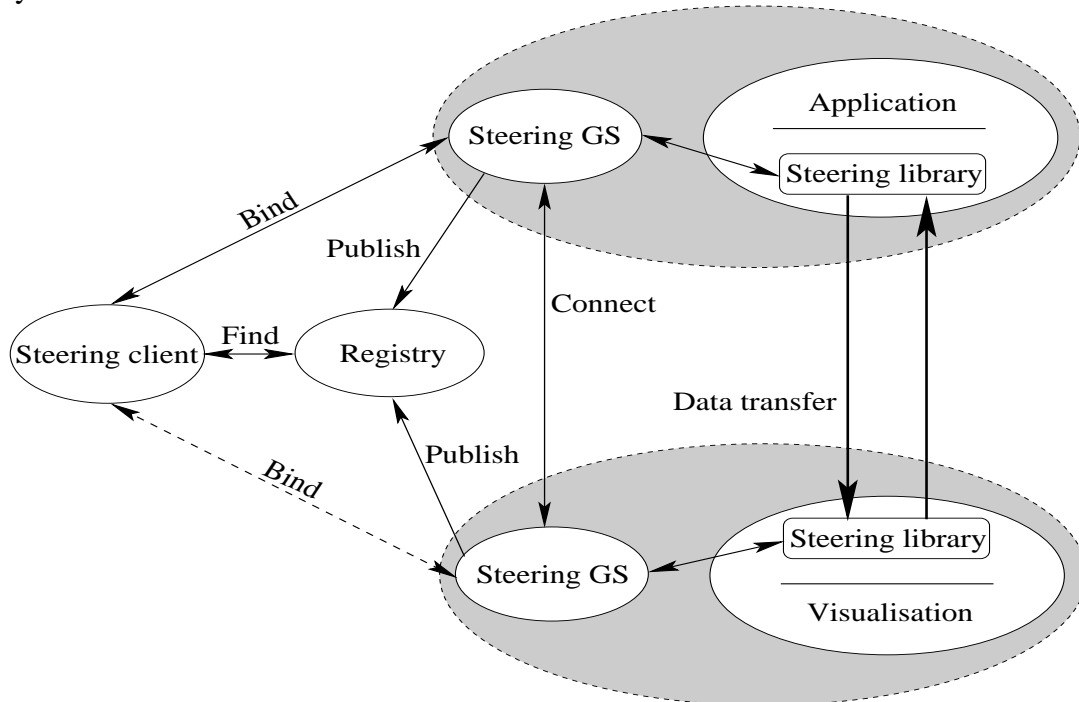 y
Application
Steering GS
Steering library
Bind
Publish
Connect
Find
Steering client
Registry
Data transfer
Publish
Bind
Steering library
Steering GS
Visualisation